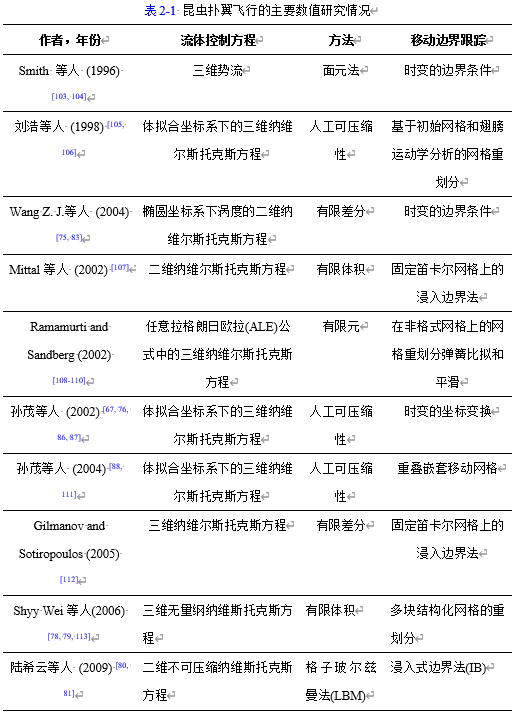 表 2-1 昆虫扑翼飞行的主要数值研究情况
作者，年份 流体控制方程 方法 移动边界跟踪
Smith 等人 (1996) 三维势流 面元法 时变的边界条件
[103, 104]
刘浩等人 (1998) [105, 体拟合坐标系下的三维纳维 人工可压缩 基于初始网格和翅膀
106] 尔斯托克斯方程 性 运动学分析的网格重
划分
Wang Z. J.等人 (2004) 椭圆坐标系下涡度的二维纳 有限差分 时变的边界条件
[75, 83] 维尔斯托克斯方程
Mittal 等人 (2002) [107] 二维纳维尔斯托克斯方程 有限体积 固定笛卡尔网格上的
浸入边界法
Ramamurti and 任意拉格朗日欧拉(ALE)公 有限元 在非格式网格上的网
Sandberg (2002) 式中的三维纳维尔斯托克斯 格重划分弹簧比拟和
[108-110] 方程 平滑
孙茂等人 (2002) [67, 76, 体拟合坐标系下的三维纳维 人工可压缩 时变的坐标变换
86, 87] 尔斯托克斯方程 性
孙茂等人 (2004) [88, 体拟合坐标系下的三维纳维 人工可压缩 重叠嵌套移动网格
111] 尔斯托克斯方程 性
Gilmanov and 三维纳维尔斯托克斯方程 有限差分 固定笛卡尔网格上的
Sotiropoulos (2005) 浸入边界法
[112]
Shyy Wei 等人(2006) 三维无量纲纳维斯托克斯方 有限体积 多块结构化网格的重
[78, 79, 113] 程 划分
陆希云等人 (2009) [80, 二维不可压缩纳维斯托克斯 格子玻尔兹 浸入式边界法(IB)
81] 方程 曼法(LBM)